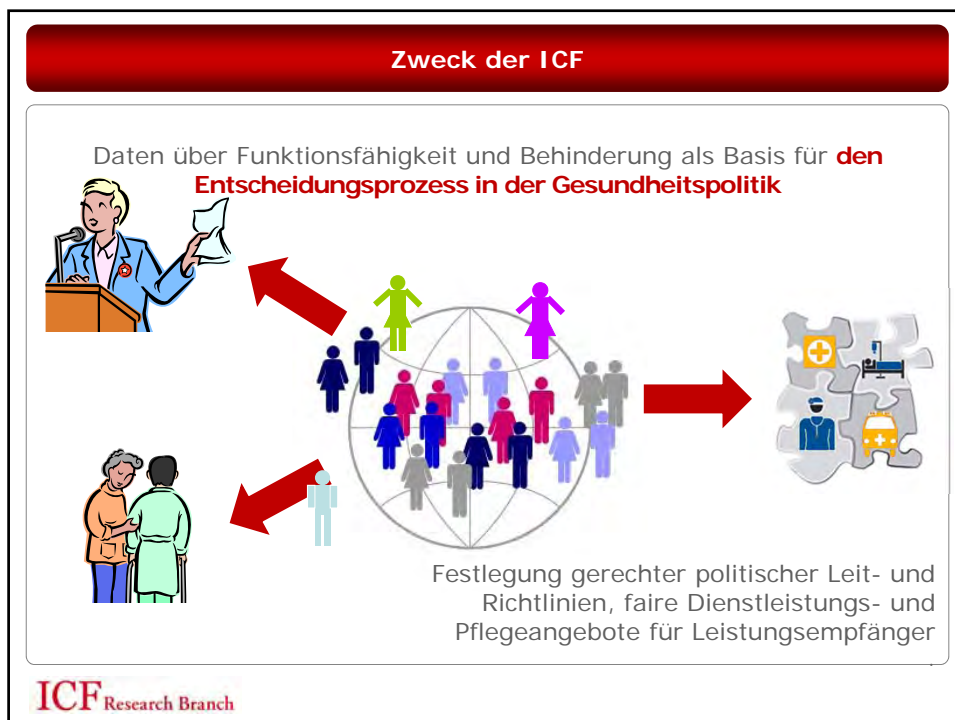 Zweck der ICF
Daten über Funktionsfähigkeit und Behinderung als Basis für den
Entscheidungsprozess in der Gesundheitspolitik
Festlegung gerechter politischer Leit- und
Richtlinien, faire Dienstleistungs- und
Pflegeangebote für Leistungsempfänger
ICF Research Branch